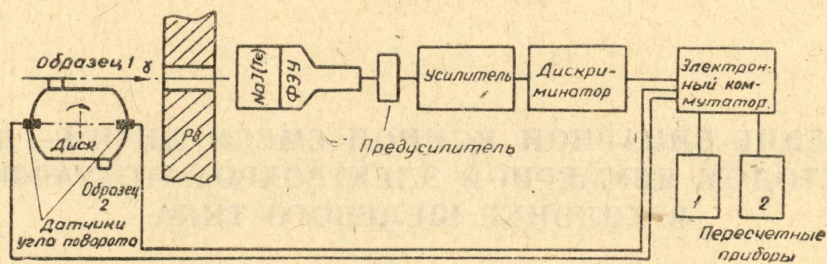 Образец 1 γ
Диск
Образец
2
Датчики
угла поворота
Pb
NaJ(Te)
ФЭУ
Предусилитель
Усилитель
Дискри-
минатор
Электрон-
ный ком-
мутатор
1
2
Пересчетные
приборы